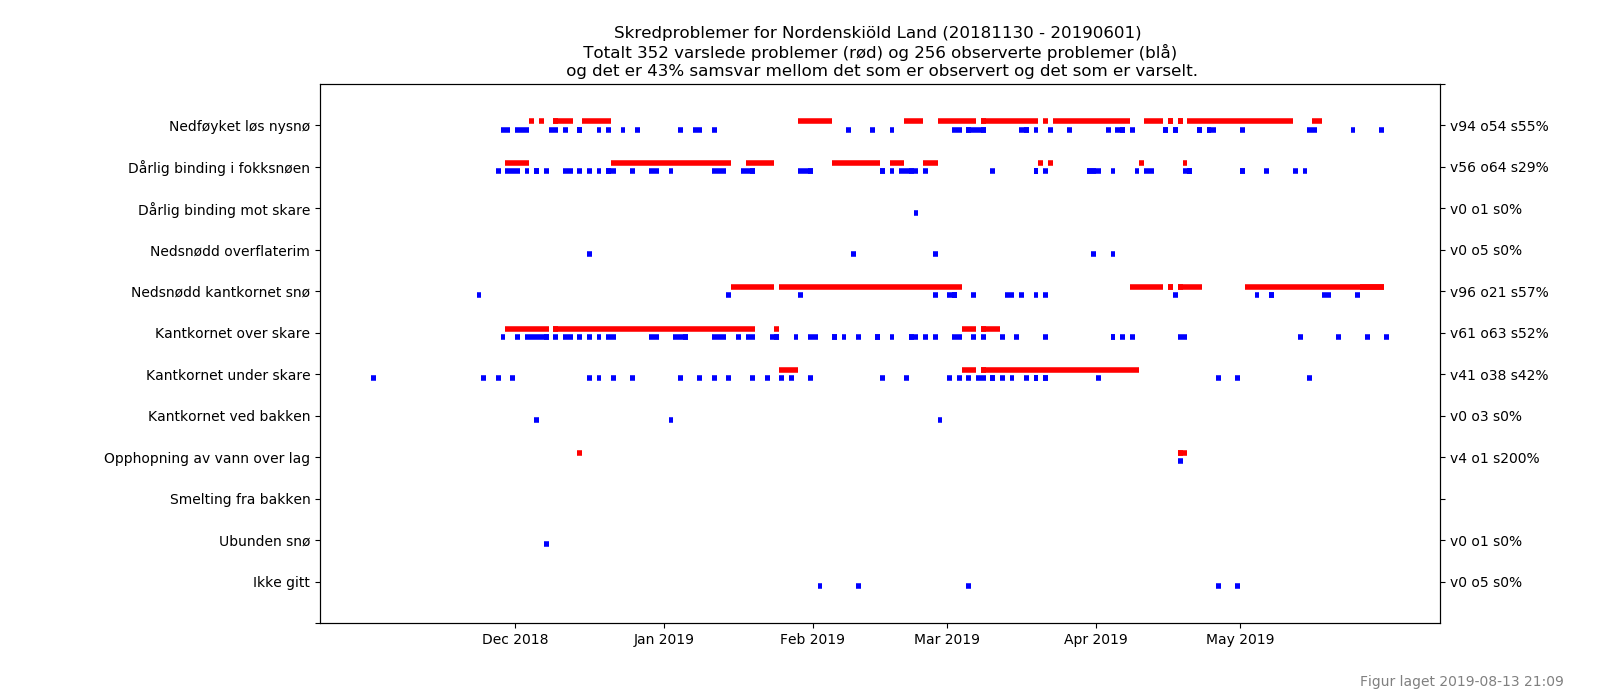 Skredproblemer for Nordenskiöld Land (20181130 - 20190601)
Totalt 352 varslede problemer (rød) og 256 observerte problemer (blå)
og det er 43% samsvar mellom det som er observert og det som er varselt.
Nedføyket løs nysnø v94 o54 s55%
Dårlig binding i fokksnøen v56 o64 s29%
Dårlig binding mot skare v0 o1 s0%
Nedsnødd overflaterim v0 o5 s0%
Nedsnødd kantkornet snø v96 o21 s57%
Kantkornet over skare v61 o63 s52%
Kantkornet under skare v41 o38 s42%
Kantkornet ved bakken v0 o3 s0%
Opphopning av vann over lag v4 o1 s200%
Smelting fra bakken
Ubunden snø v0 o1 s0%
Ikke gitt v0 o5 s0%
Dec 2018 Jan 2019 Feb 2019 Mar 2019 Apr 2019 May 2019
Figur laget 2019-08-13 21:09